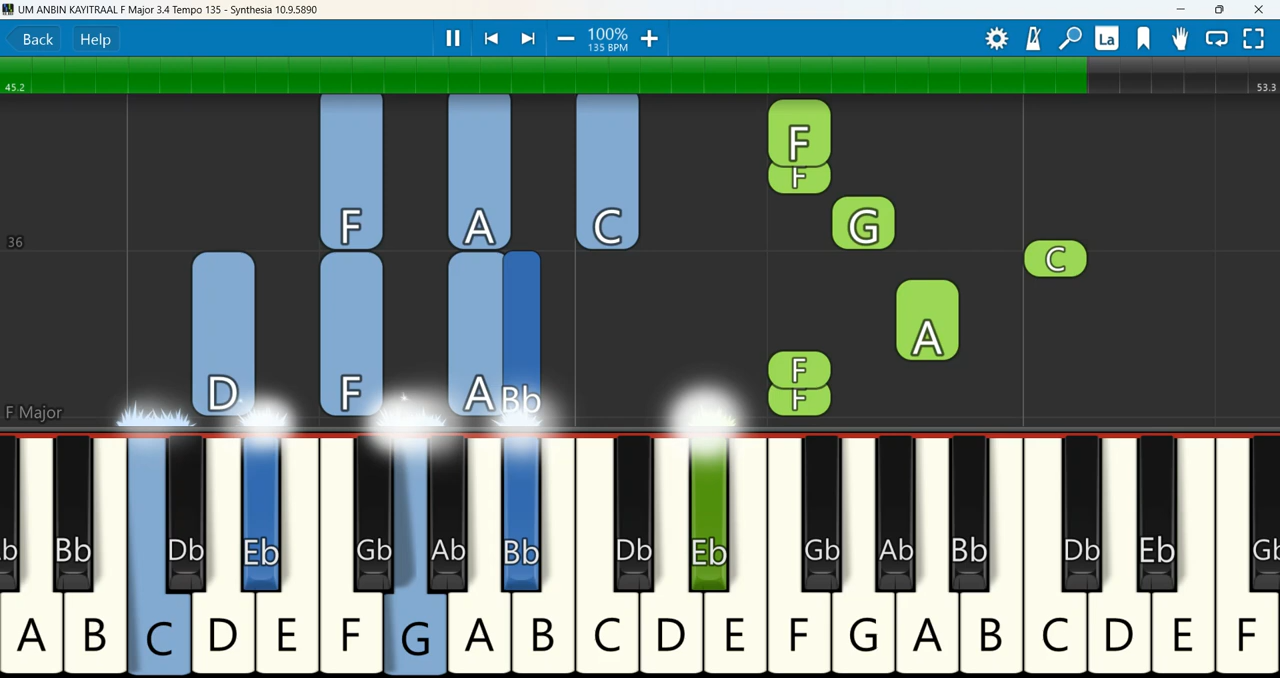 UM ANBIN KAYITRAAL F Major 3.4 Tempo 135 - Synthesia 10.9.5890
Back Help 100% La
135 BPM
45.2 53.3
F
F
F A C G
36
C
A
F
D F A Bb F
F Major
b Bb Db Eb Gb Ab Bb Db Eb Gb Ab Bb Db Eb Gb
A B C D E F G A B C D E F G A B C D E F